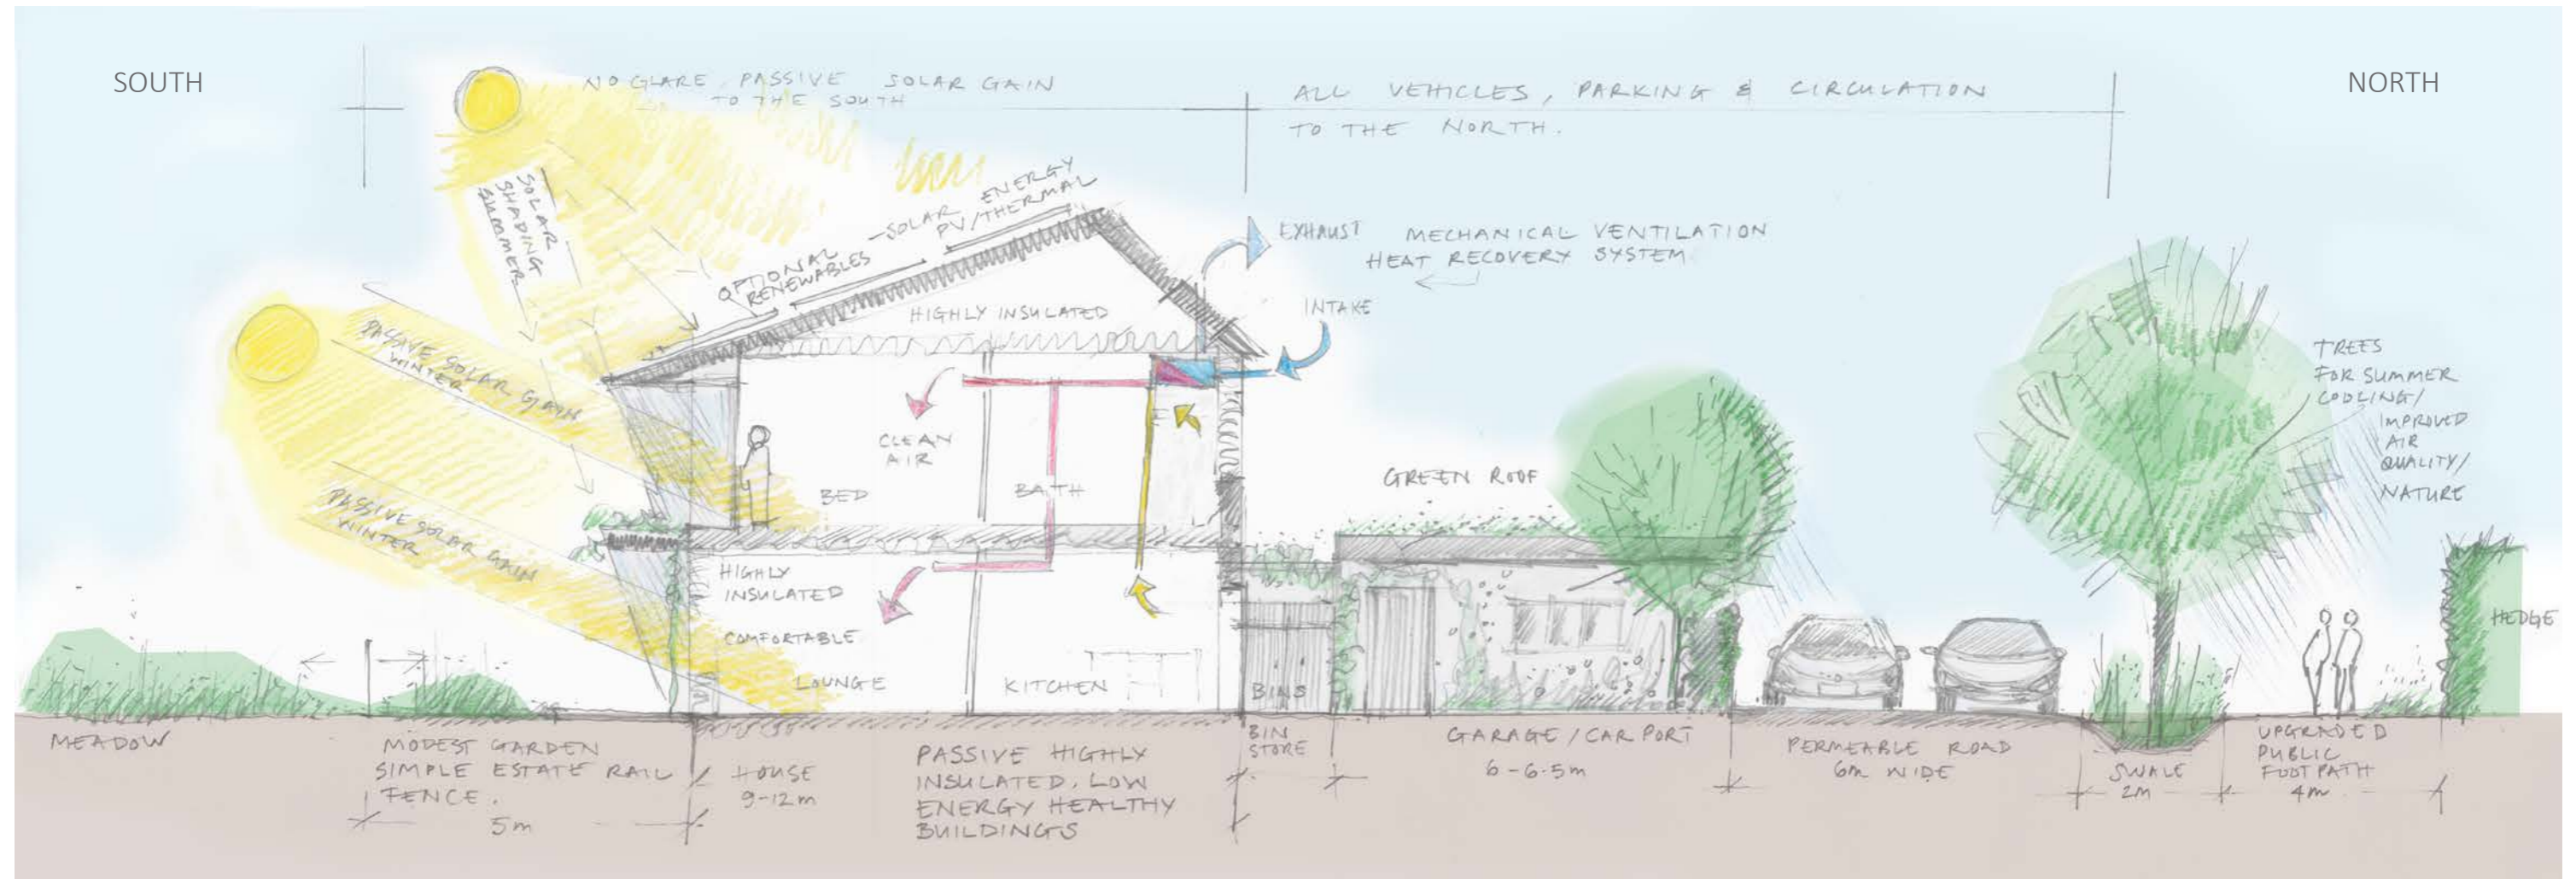 SOUTH
NO GLARE, PASSIVE SOLAR GAIN
TO THE SOUTH
ALL VEHICLES, PARKING & CIRCULATION
TO THE NORTH.
NORTH
SOLAR
SHADING
SUMMER
OPTIONAL
RENEWABLES
- SOLAR ENERGY
PV/THERMAL
EXHAUST
MECHANICAL VENTILATION
HEAT RECOVERY SYSTEM
INTAKE
PASSIVE SOLAR GAIN
WINTER
PASSIVE SOLAR GAIN
WINTER
HIGHLY INSULATED
CLEAN
AIR
BED
BATH
HIGHLY
INSULATED
COMFORTABLE
LOUNGE
KITCHEN
BINS
GREEN ROOF
TREES
FOR SUMMER
COOLING/
IMPROVED
AIR
QUALITY/
NATURE
HEDGE
MEADOW
MODEST GARDEN
SIMPLE ESTATE RAIL
FENCE.
5m
HOUSE
9-12m
PASSIVE HIGHLY
INSULATED, LOW
ENERGY HEALTHY
BUILDINGS
BIN
STORE
GARAGE/CAR PORT
6-6.5m
PERMEABLE ROAD
6m WIDE
SWALE
2m
UPGRADED
PUBLIC
FOOTPATH
4m